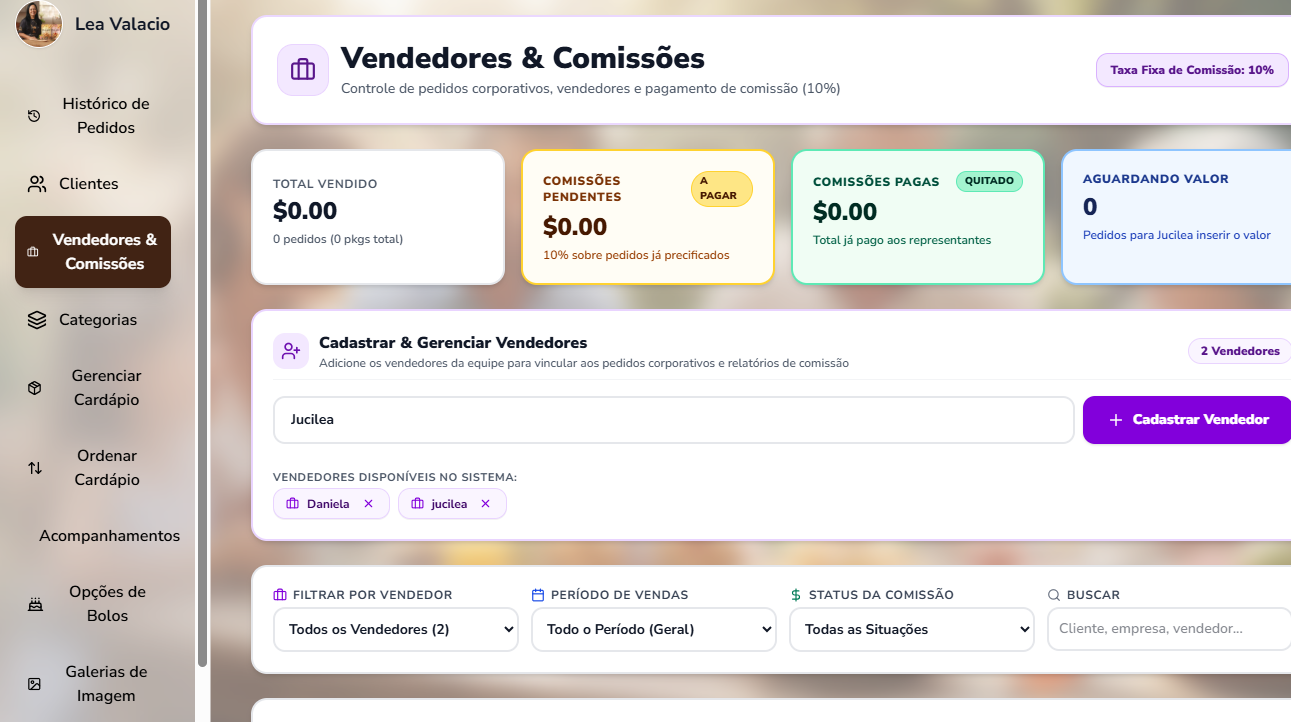 Lea Valacio
Histórico de
Pedidos
Clientes
Vendedores &
Comissões
Categorias
Gerenciar
Cardápio
Ordenar
Cardápio
Acompanhamentos
Opções de
Bolos
Galerias de
Imagem
Vendedores & Comissões
Controle de pedidos corporativos, vendedores e pagamento de comissão (10%)
Taxa Fixa de Comissão: 10%
TOTAL VENDIDO
$0.00
0 pedidos (0 pkgs total)
COMISSÕES
PENDENTES
A
PAGAR
$0.00
10% sobre pedidos já precificados
COMISSÕES PAGAS
QUITADO
$0.00
Total já pago aos representantes
AGUARDANDO VALOR
0
Pedidos para Jucilea inserir o valor
Cadastrar & Gerenciar Vendedores
Adicione os vendedores da equipe para vincular aos pedidos corporativos e relatórios de comissão
2 Vendedores
Jucilea
+ Cadastrar Vendedor
VENDEDORES DISPONÍVEIS NO SISTEMA:
Daniela ×
jucilea ×
FILTRAR POR VENDEDOR
Todos os Vendedores (2)
PERÍODO DE VENDAS
Todo o Período (Geral)
$ STATUS DA COMISSÃO
Todas as Situações
BUSCAR
Cliente, empresa, vendedor...